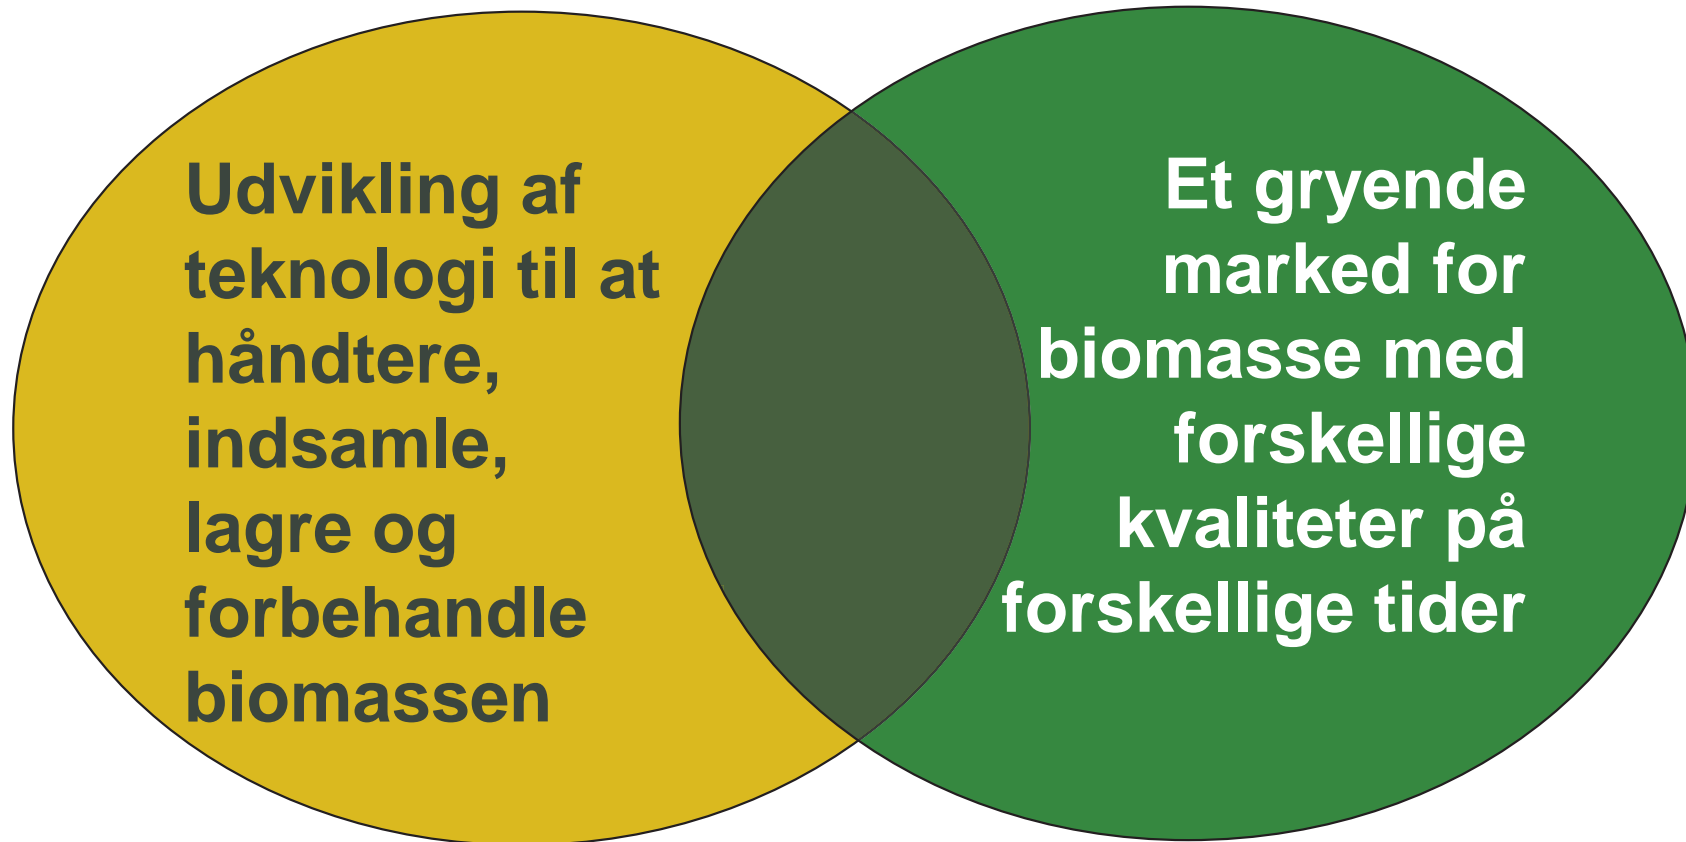 Udvikling af
teknologi til at
håndtere,
indsamle,
lagre og
forbehandle
biomassen
Et gryende
marked for
biomasse med
forskellige
kvaliteter på
forskellige tider